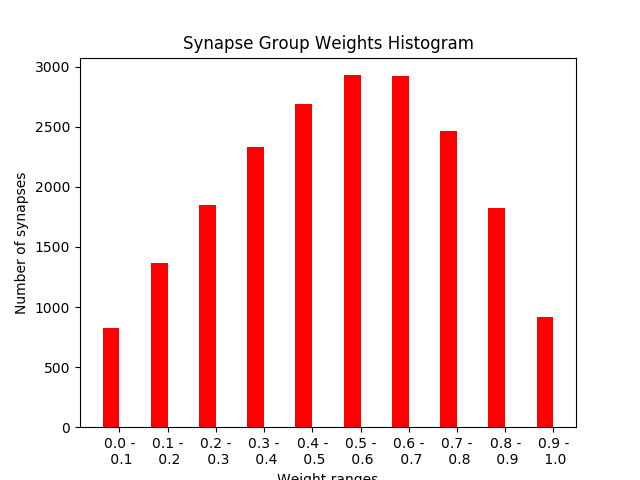 Synapse Group Weights Histogram
Number of synapses
3000
2500
2000
1500
1000
500
0
0.0 - 0.1 - 0.2 - 0.3 - 0.4 - 0.5 - 0.6 - 0.7 - 0.8 - 0.9 -
0.1 0.2 0.3 0.4 0.5 0.6 0.7 0.8 0.9 1.0
Weight ranges